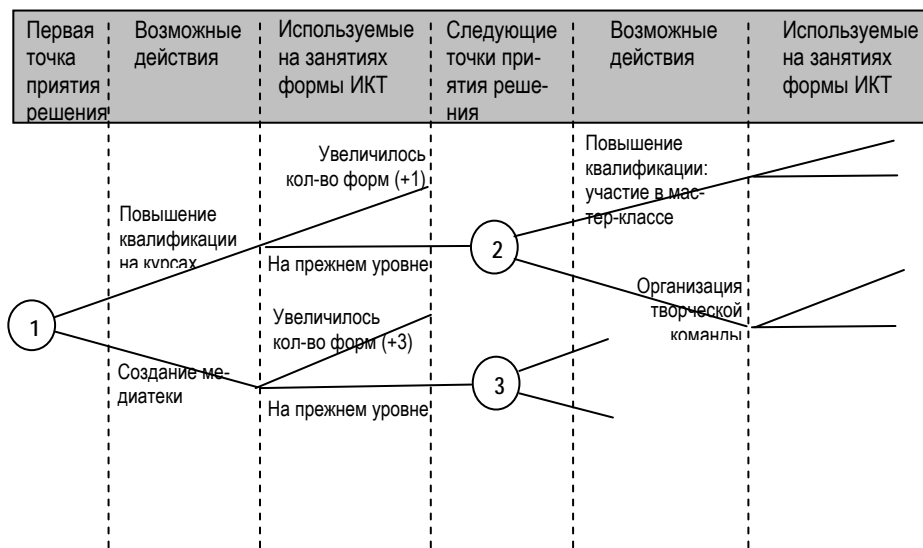 Первая
точка
приятия
решения
Возможные
действия
Используемые
на занятиях
формы ИКТ
Следующие
точки при-
ятия реше-
ния
Возможные
действия
Используемые
на занятиях
формы ИКТ
Увеличилось
кол-во форм (+1)
Повышение
квалификации:
участие в мас-
тер-классе
Повышение
квалификации
на курсах
На прежнем уровне
2
Организация
творческой
команды
1
Увеличилось
кол-во форм (+3)
Создание ме-
диатеки
На прежнем уровне
3